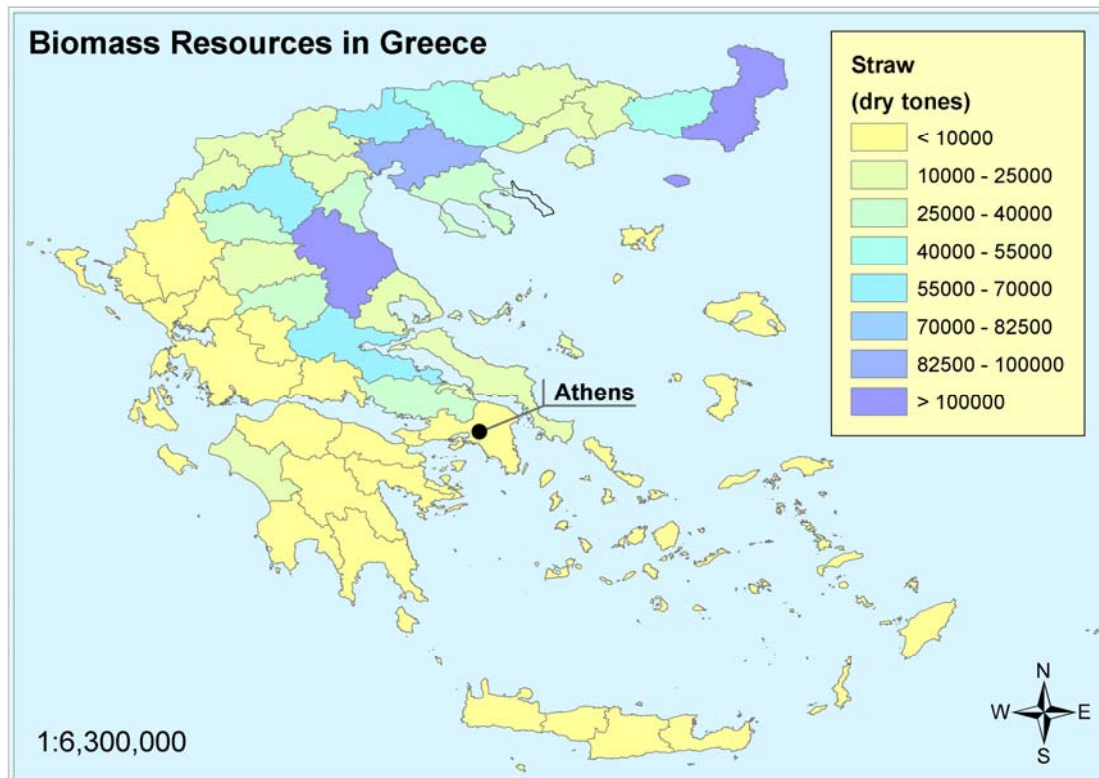 Biomass Resources in Greece
Straw
(dry tones)
< 10000
10000 - 25000
25000 - 40000
40000 - 55000
55000 - 70000
70000 - 82500
82500 - 100000
> 100000
Athens
1:6,300,000
N
W E
S